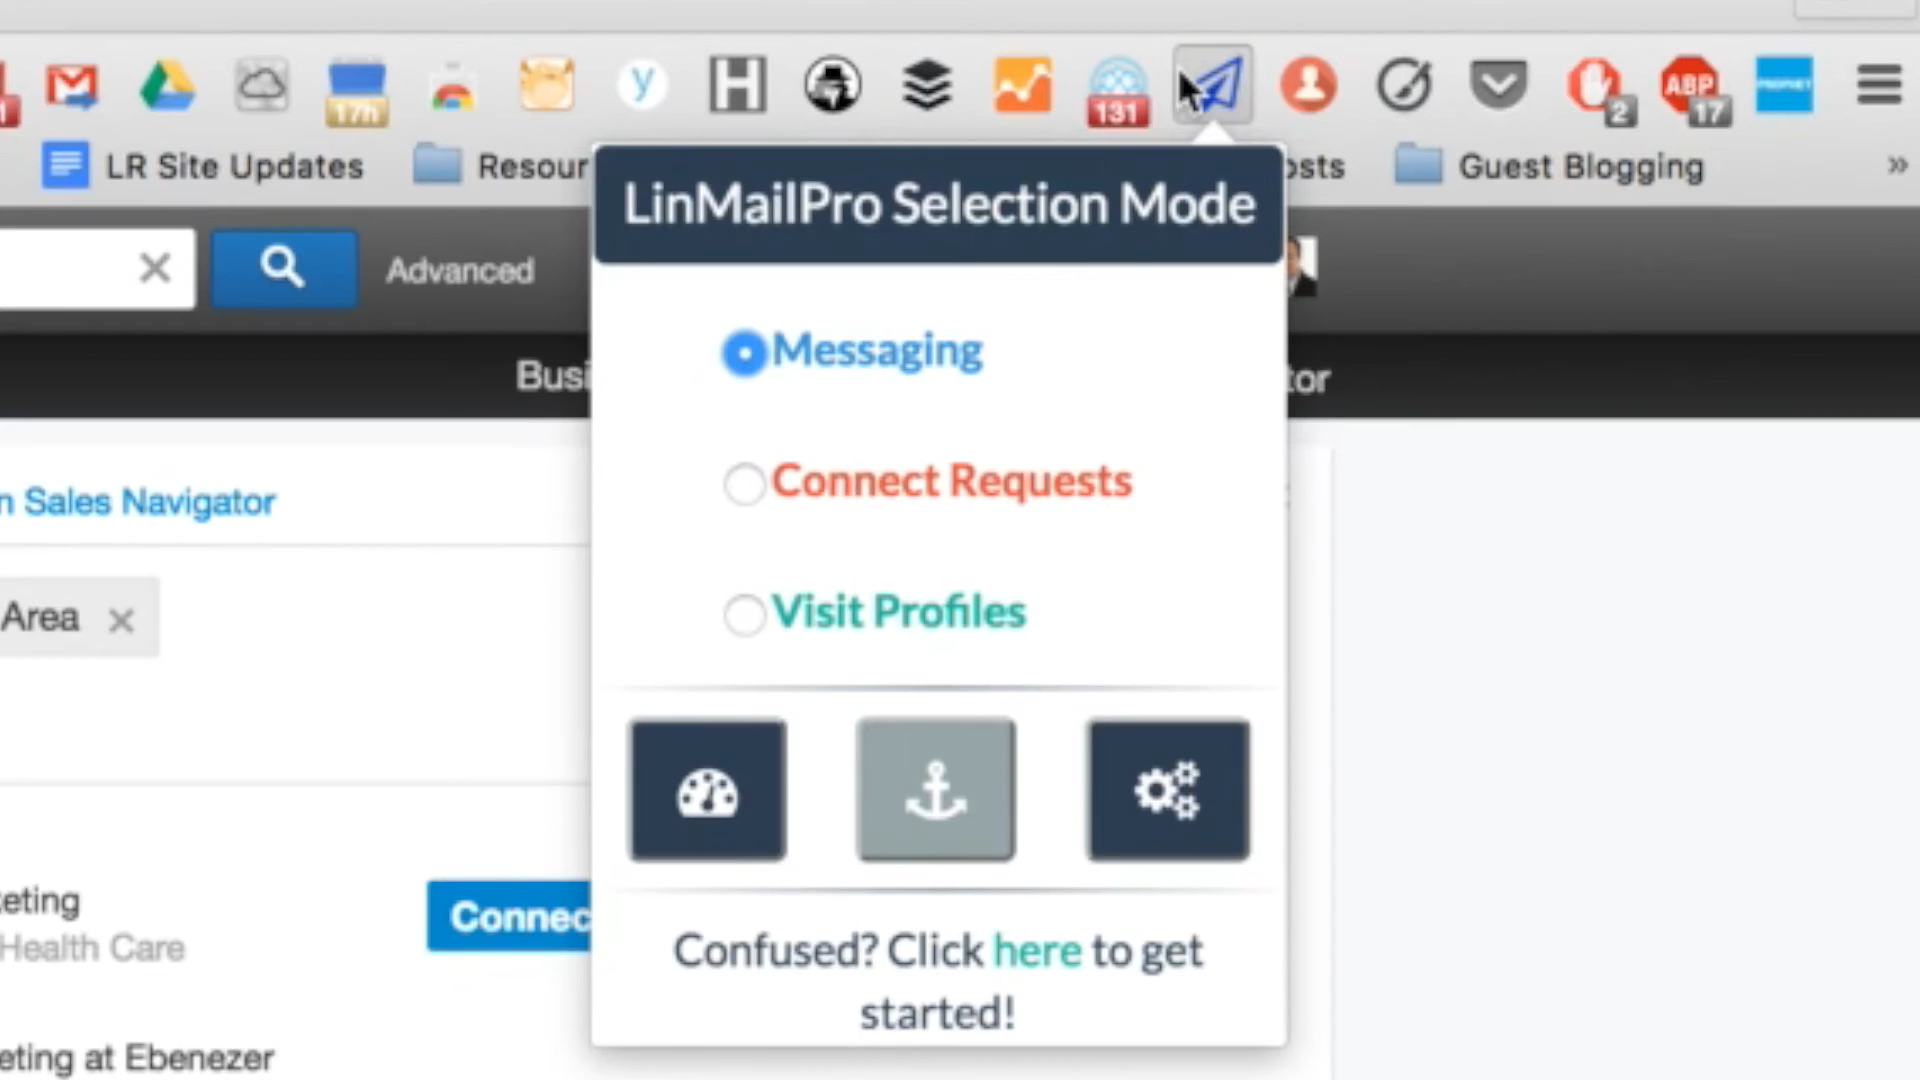 17h
y
H
131
2
ABP
17
PROPHET
LR Site Updates
Resour
osts
Guest Blogging
»
LinMailPro Selection Mode
Advanced
Messaging
Busi
tor
Connect Requests
n Sales Navigator
Visit Profiles
Area
eting
Health Care
Connec
Confused? Click here to get
started!
eting at Ebenezer